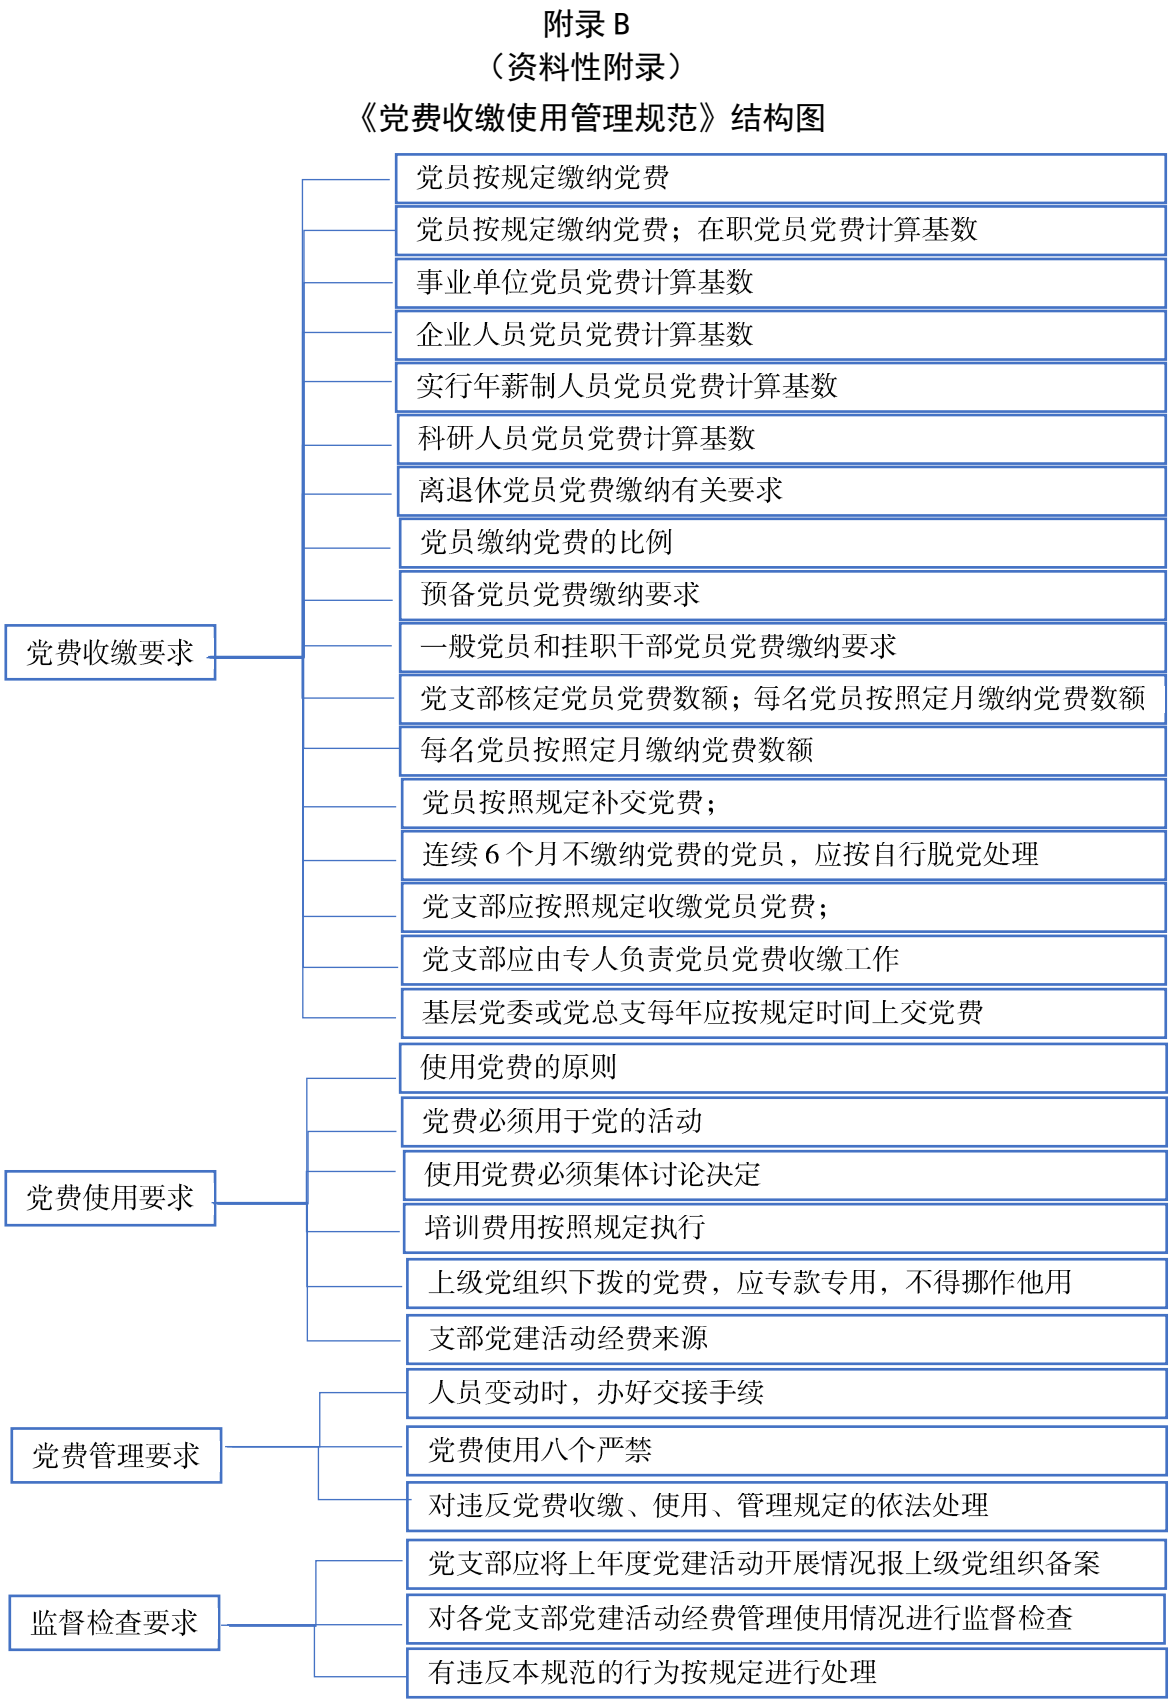 附录 B
（资料性附录）
《党费收缴使用管理规范》结构图
党费收缴要求
党员按规定缴纳党费
党员按规定缴纳党费；在职党员党费计算基数
事业单位党员党费计算基数
企业人员党员党费计算基数
实行年薪制人员党员党费计算基数
科研人员党员党费计算基数
离退休党员党费缴纳有关要求
党员缴纳党费的比例
预备党员党费缴纳要求
一般党员和挂职干部党员党费缴纳要求
党支部核定党员党费数额；每名党员按照定月缴纳党费数额
每名党员按照定月缴纳党费数额
党员按照规定补交党费；
连续 6 个月不缴纳党费的党员，应按自行脱党处理
党支部应按照规定收缴党员党费；
党支部应由专人负责党员党费收缴工作
基层党委或党总支每年应按规定时间上交党费
党费使用要求
使用党费的原则
党费必须用于党的活动
使用党费必须集体讨论决定
培训费用按照规定执行
上级党组织下拨的党费，应专款专用，不得挪作他用
支部党建活动经费来源
党费管理要求
人员变动时，办好交接手续
党费使用八个严禁
对违反党费收缴、使用、管理规定的依法处理
监督检查要求
党支部应将上年度党建活动开展情况报上级党组织备案
对各党支部党建活动经费管理使用情况进行监督检查
有违反本规范的行为按规定进行处理